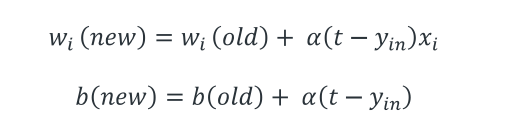 wᵢ (new) = wᵢ (old) + α(t − yᵢₙ)xᵢ
b(new) = b(old) + α(t − yᵢₙ)